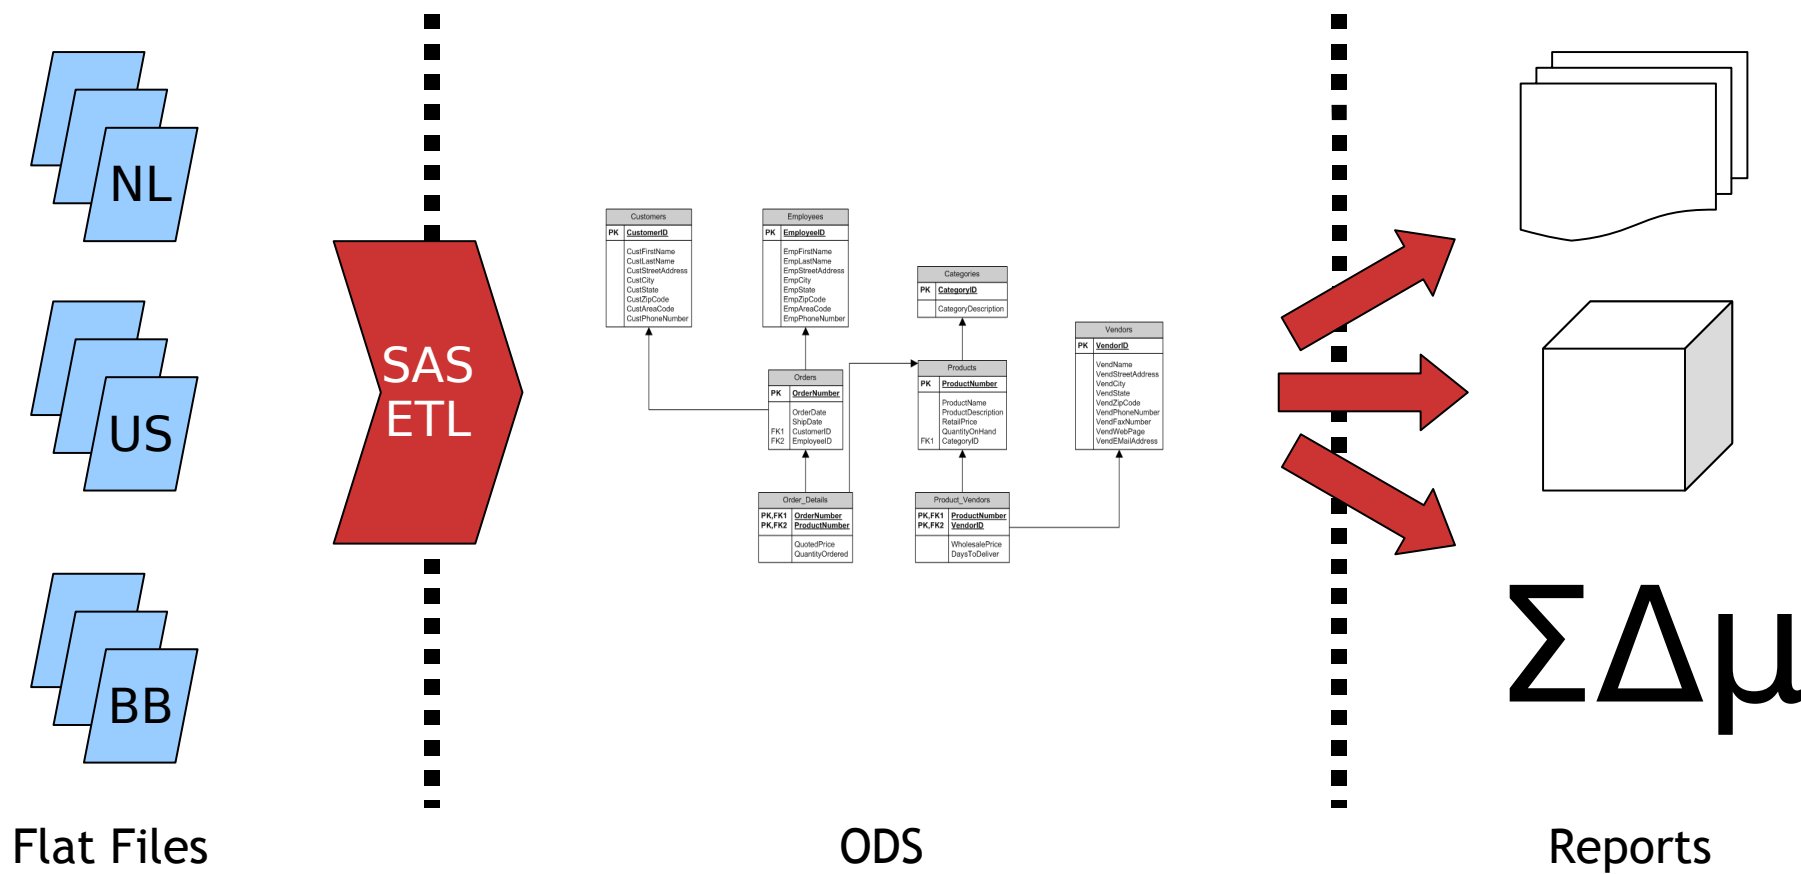 NL
US
BB
SAS
ETL
Customers
PK CustomerID
CustFirstName
CustLastName
CustStreetAddress
CustCity
CustState
CustZipCode
CustAreaCode
CustPhoneNumber
Employees
PK EmployeeID
EmpFirstName
EmpLastName
EmpStreetAddress
EmpCity
EmpState
EmpZipCode
EmpAreaCode
EmpPhoneNumber
Categories
PK CategoryID
CategoryDescription
Vendors
PK VendorID
VendName
VendStreetAddress
VendCity
VendState
VendZipCode
VendPhoneNumber
VendFaxNumber
VendWebPage
VendEMailAddress
Orders
PK OrderNumber
OrderDate
ShipDate
FK1 CustomerID
FK2 EmployeeID
Products
PK ProductNumber
ProductName
ProductDescription
RetailPrice
QuantityOnHand
FK1 CategoryID
Order_Details
PK,FK1 OrderNumber
PK,FK2 ProductNumber
QuotedPrice
QuantityOrdered
Product_Vendors
PK,FK1 ProductNumber
PK,FK2 VendorID
WholesalePrice
DaysToDeliver
ΣΔμ
Flat Files
ODS
Reports